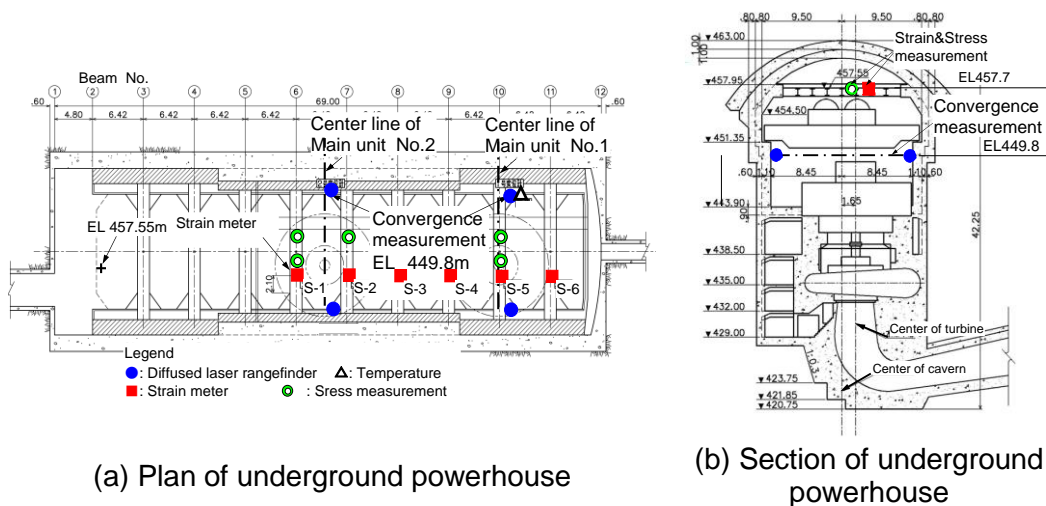 Beam No.
1 2 3 4 5 6 7 8 9 10 11 12
.60 69.00 .60
4.80 6.42 6.42 6.42 6.42 6.42 6.42
Center line of
Main unit No.2
Center line of
Main unit No.1
Strain meter
Convergence
measurement
EL 449.8m
EL 457.55m
2.10
S-1 S-2 S-3 S-4 S-5 S-6
Legend
: Diffused laser rangefinder : Temperature
: Strain meter : Sress measurement
(a) Plan of underground powerhouse
.80.80 9.50 9.50 .80.80
463.00
1.00
1.00
Strain&Stress
measurement
457.95
457.55
EL457.7
454.50
Convergence
measurement
451.35
EL449.8
.60 1.10 8.45 8.45 1.10 .60
443.90
1.65
.90
42.25
438.50
435.00
432.00
429.00
Center of turbine
1:0.3
Center of cavern
423.75
421.85
420.75
(b) Section of underground
powerhouse